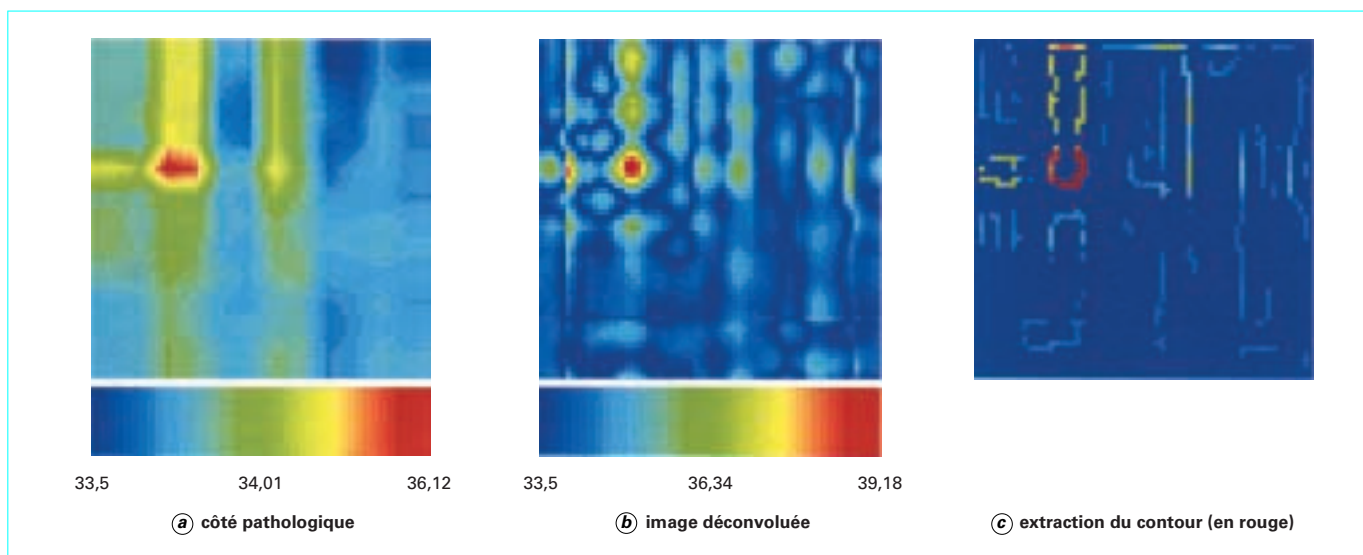 33,5 34,01 36,12 33,5 36,34 39,18
a côté pathologique b image déconvoluée c extraction du contour (en rouge)